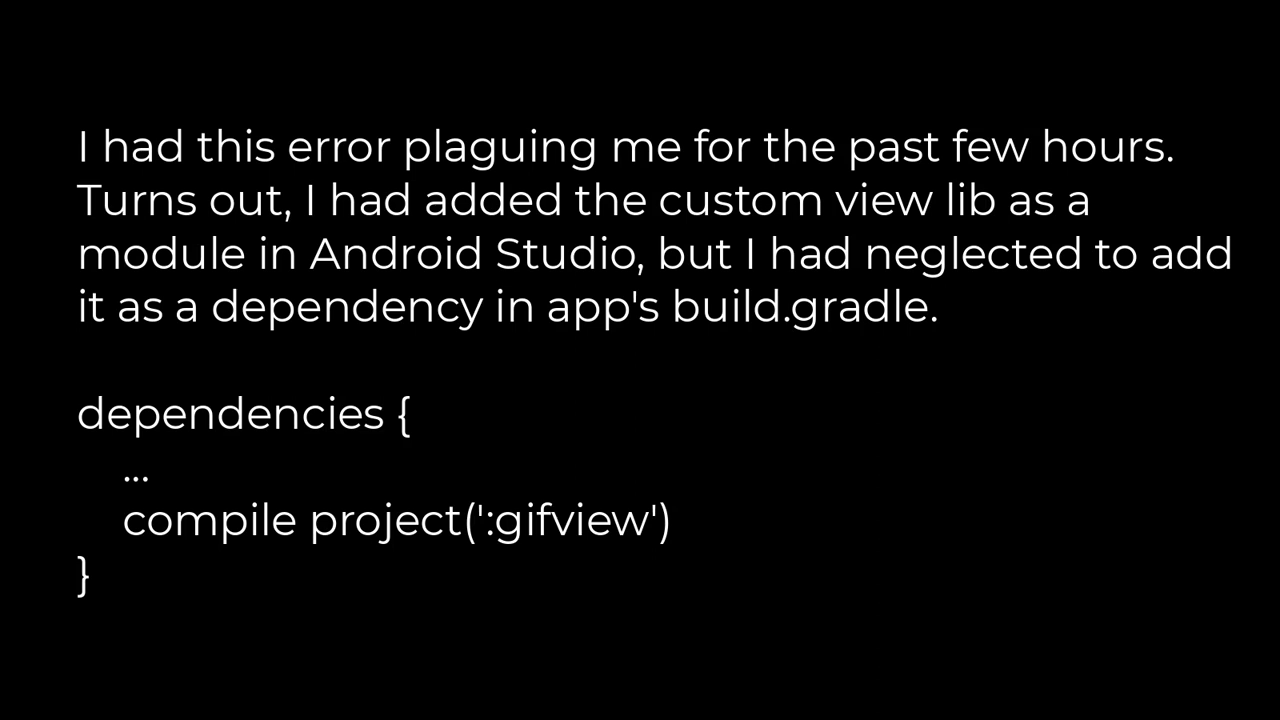 I had this error plaguing me for the past few hours.
Turns out, I had added the custom view lib as a
module in Android Studio, but I had neglected to add
it as a dependency in app's build.gradle.

dependencies {
    ...
    compile project(':gifview')
}